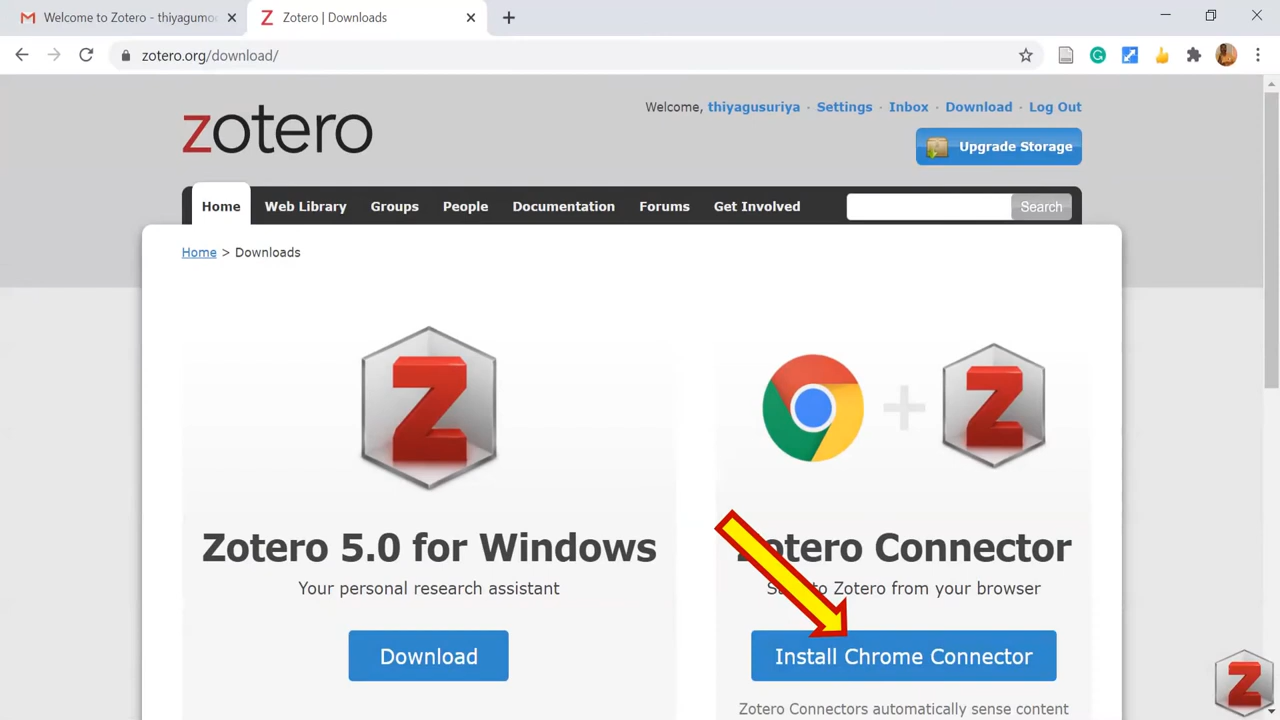 Welcome to Zotero - thiyagumo
Zotero | Downloads
zotero.org/download/
zotero
Welcome, thiyagusuriya · Settings · Inbox · Download · Log Out
Upgrade Storage
Home Web Library Groups People Documentation Forums Get Involved Search
Home > Downloads
Zotero 5.0 for Windows
Your personal research assistant
Download
Zotero Connector
to Zotero from your browser
Install Chrome Connector
Zotero Connectors automatically sense content